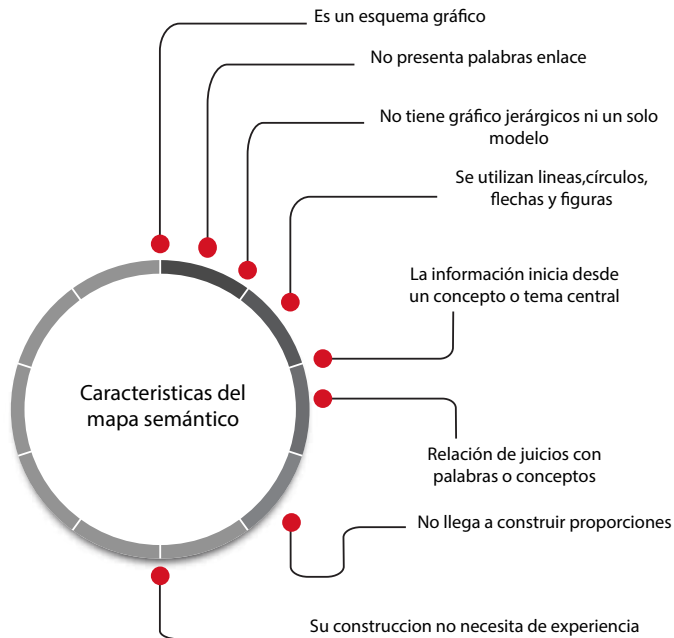 Es un esquema gráfico
No presenta palabras enlace
No tiene gráfico jerárgicos ni un solo
modelo
Se utilizan lineas,círculos,
flechas y figuras
La información inicia desde
un concepto o tema central
Caracteristicas del
mapa semántico
Relación de juicios con
palabras o conceptos
No llega a construir proporciones
Su construccion no necesita de experiencia